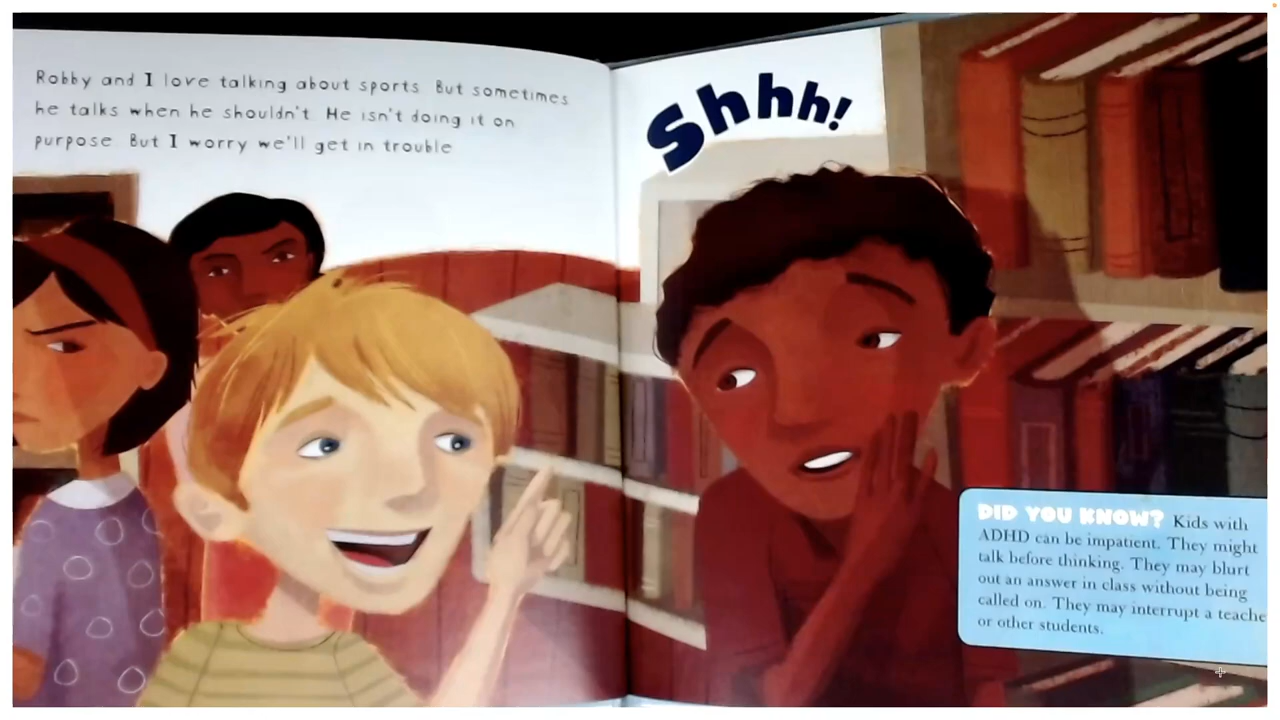 Robby and I love talking about sports. But sometimes
he talks when he shouldn't. He isn't doing it on
purpose. But I worry we'll get in trouble.
Shhh!
DID YOU KNOW? Kids with
ADHD can be impatient. They might
talk before thinking. They may blurt
out an answer in class without being
called on. They may interrupt a teache
or other students.